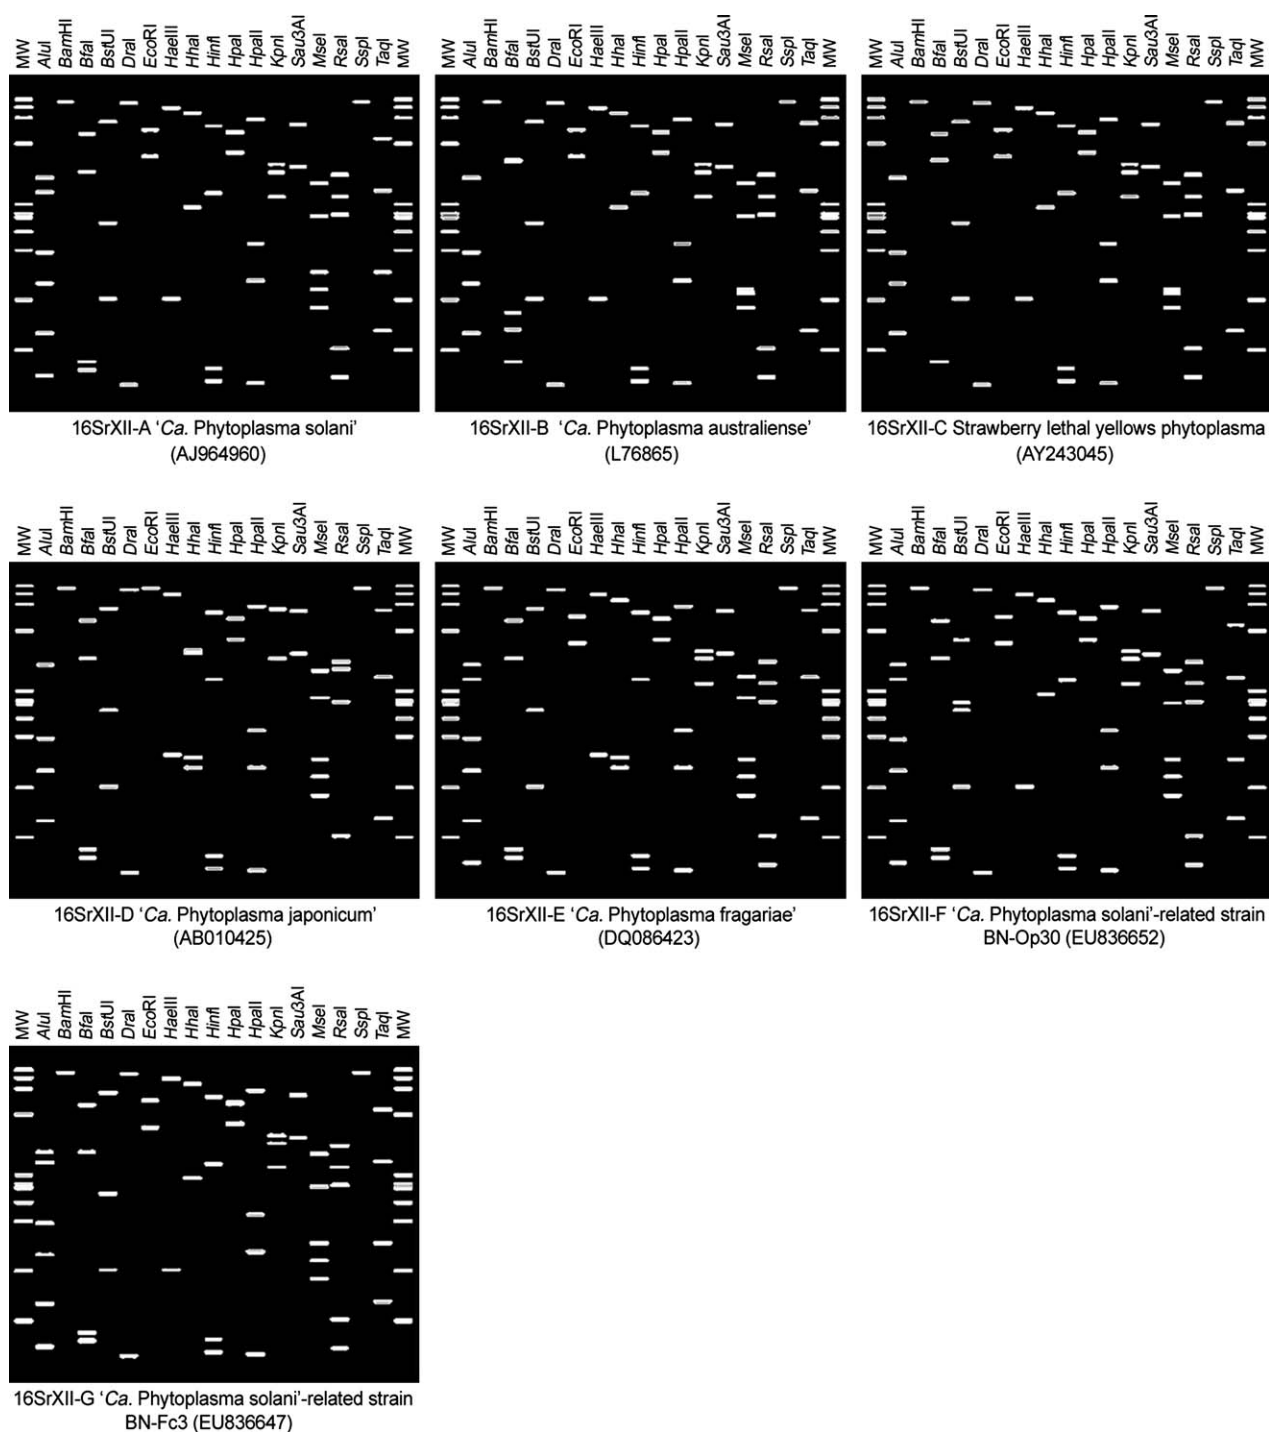 MW AluI BamHI BfaI BstUI DraI EcoRI HaeIII HhaI HinfI HpaI HpaII KpnI Sau3AI MseI RsaI SspI TaqI MW
MW AluI BamHI BfaI BstUI DraI EcoRI HaeIII HhaI HinfI HpaI HpaII KpnI Sau3AI MseI RsaI SspI TaqI MW
MW AluI BamHI BfaI BstUI DraI EcoRI HaeIII HhaI HinfI HpaI HpaII KpnI Sau3AI MseI RsaI SspI TaqI MW
16SrXII-A ‘Ca. Phytoplasma solani’
(AJ964960)
16SrXII-B ‘Ca. Phytoplasma australiense’
(L76865)
16SrXII-C Strawberry lethal yellows phytoplasma
(AY243045)
MW AluI BamHI BfaI BstUI DraI EcoRI HaeIII HhaI HinfI HpaI HpaII KpnI Sau3AI MseI RsaI SspI TaqI MW
MW AluI BamHI BfaI BstUI DraI EcoRI HaeIII HhaI HinfI HpaI HpaII KpnI Sau3AI MseI RsaI SspI TaqI MW
MW AluI BamHI BfaI BstUI DraI EcoRI HaeIII HhaI HinfI HpaI HpaII KpnI Sau3AI MseI RsaI SspI TaqI MW
16SrXII-D ‘Ca. Phytoplasma japonicum’
(AB010425)
16SrXII-E ‘Ca. Phytoplasma fragariae’
(DQ086423)
16SrXII-F ‘Ca. Phytoplasma solani’-related strain
BN-Op30 (EU836652)
MW AluI BamHI BfaI BstUI DraI EcoRI HaeIII HhaI HinfI HpaI HpaII KpnI Sau3AI MseI RsaI SspI TaqI MW
16SrXII-G ‘Ca. Phytoplasma solani’-related strain
BN-Fc3 (EU836647)